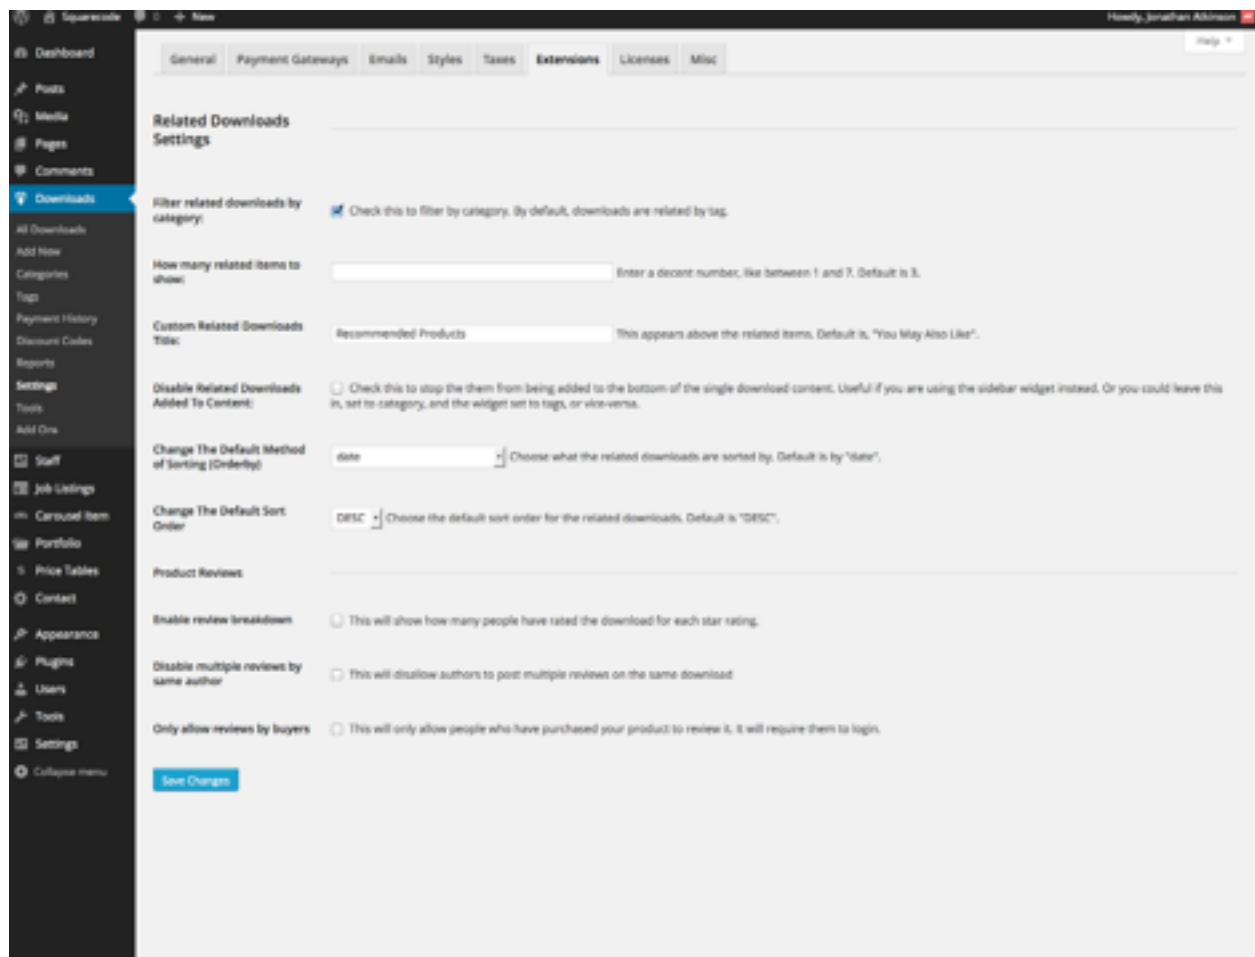 Squarecode 0 New
Howdy, Jonathan Atkinson
Help
Dashboard
Posts
Media
Pages
Comments
Downloads
All Downloads
Add New
Categories
Tags
Payment History
Discount Codes
Reports
Settings
Tools
Add Ons
Staff
Job Listings
Carousel Item
Portfolio
Price Tables
Contact
Appearance
Plugins
Users
Tools
Settings
Collapse menu
General Payment Gateways Emails Styles Taxes Extensions Licenses Misc
Related Downloads
Settings
Filter related downloads by
category:
Check this to filter by category. By default, downloads are related by tag.
How many related items to
show:
Enter a decent number, like between 1 and 7. Default is 3.
Custom Related Downloads
Title:
Recommended Products
This appears above the related items. Default is, "You May Also Like".
Disable Related Downloads
Added To Content:
Check this to stop the them from being added to the bottom of the single download content. Useful if you are using the sidebar widget instead. Or you could leave this
in, set to category, and the widget set to tags, or vice-versa.
Change The Default Method
of Sorting (Orderby)
date
Choose what the related downloads are sorted by. Default is by "date".
Change The Default Sort
Order
DESC
Choose the default sort order for the related downloads. Default is "DESC".
Product Reviews
Enable review breakdown
This will show how many people have rated the download for each star rating.
Disable multiple reviews by
same author
This will disallow authors to post multiple reviews on the same download
Only allow reviews by buyers
This will only allow people who have purchased your product to review it. It will require them to login.
Save Changes